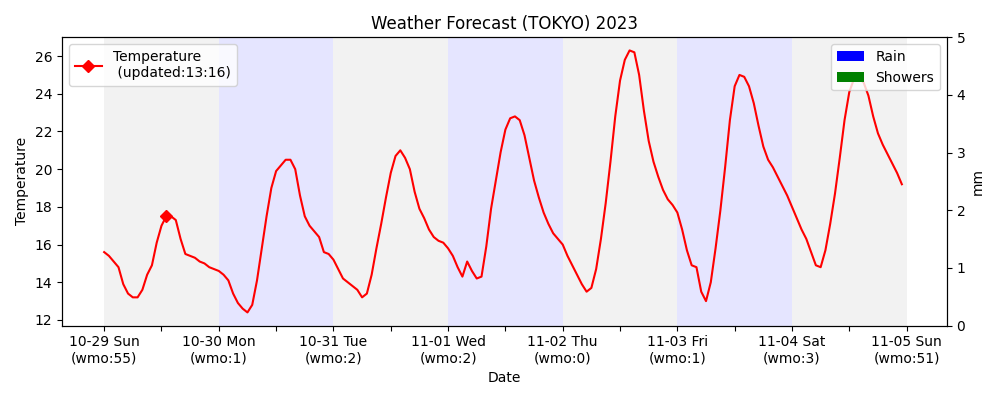 Weather Forecast (TOKYO) 2023
Temperature
(updated:13:16)
Rain
Showers
Temperature
26
24
22
20
18
16
14
12
5
4
3
2
1
0
mm
10-29 Sun
(wmo:55)
10-30 Mon
(wmo:1)
10-31 Tue
(wmo:2)
11-01 Wed
(wmo:2)
11-02 Thu
(wmo:0)
11-03 Fri
(wmo:1)
11-04 Sat
(wmo:3)
11-05 Sun
(wmo:51)
Date